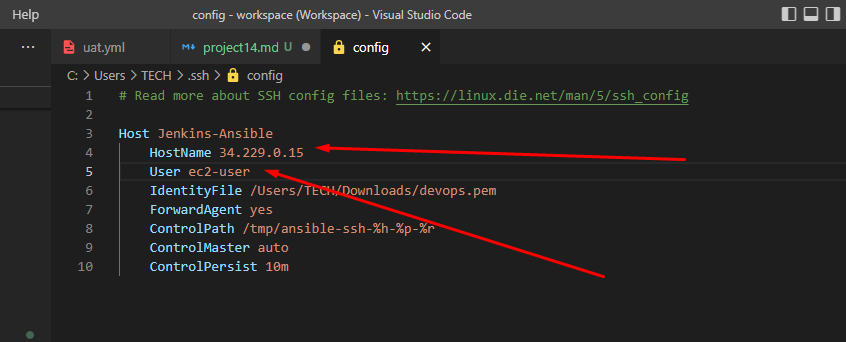 Help
config - workspace (Workspace) - Visual Studio Code
... uat.yml project14.md U config
C: > Users > TECH > .ssh > config
1 # Read more about SSH config files: https://linux.die.net/man/5/ssh_config
2
3 Host Jenkins-Ansible
4 HostName 34.229.0.15
5 User ec2-user
6 IdentityFile /Users/TECH/Downloads/devops.pem
7 ForwardAgent yes
8 ControlPath /tmp/ansible-ssh-%h-%p-%r
9 ControlMaster auto
10 ControlPersist 10m